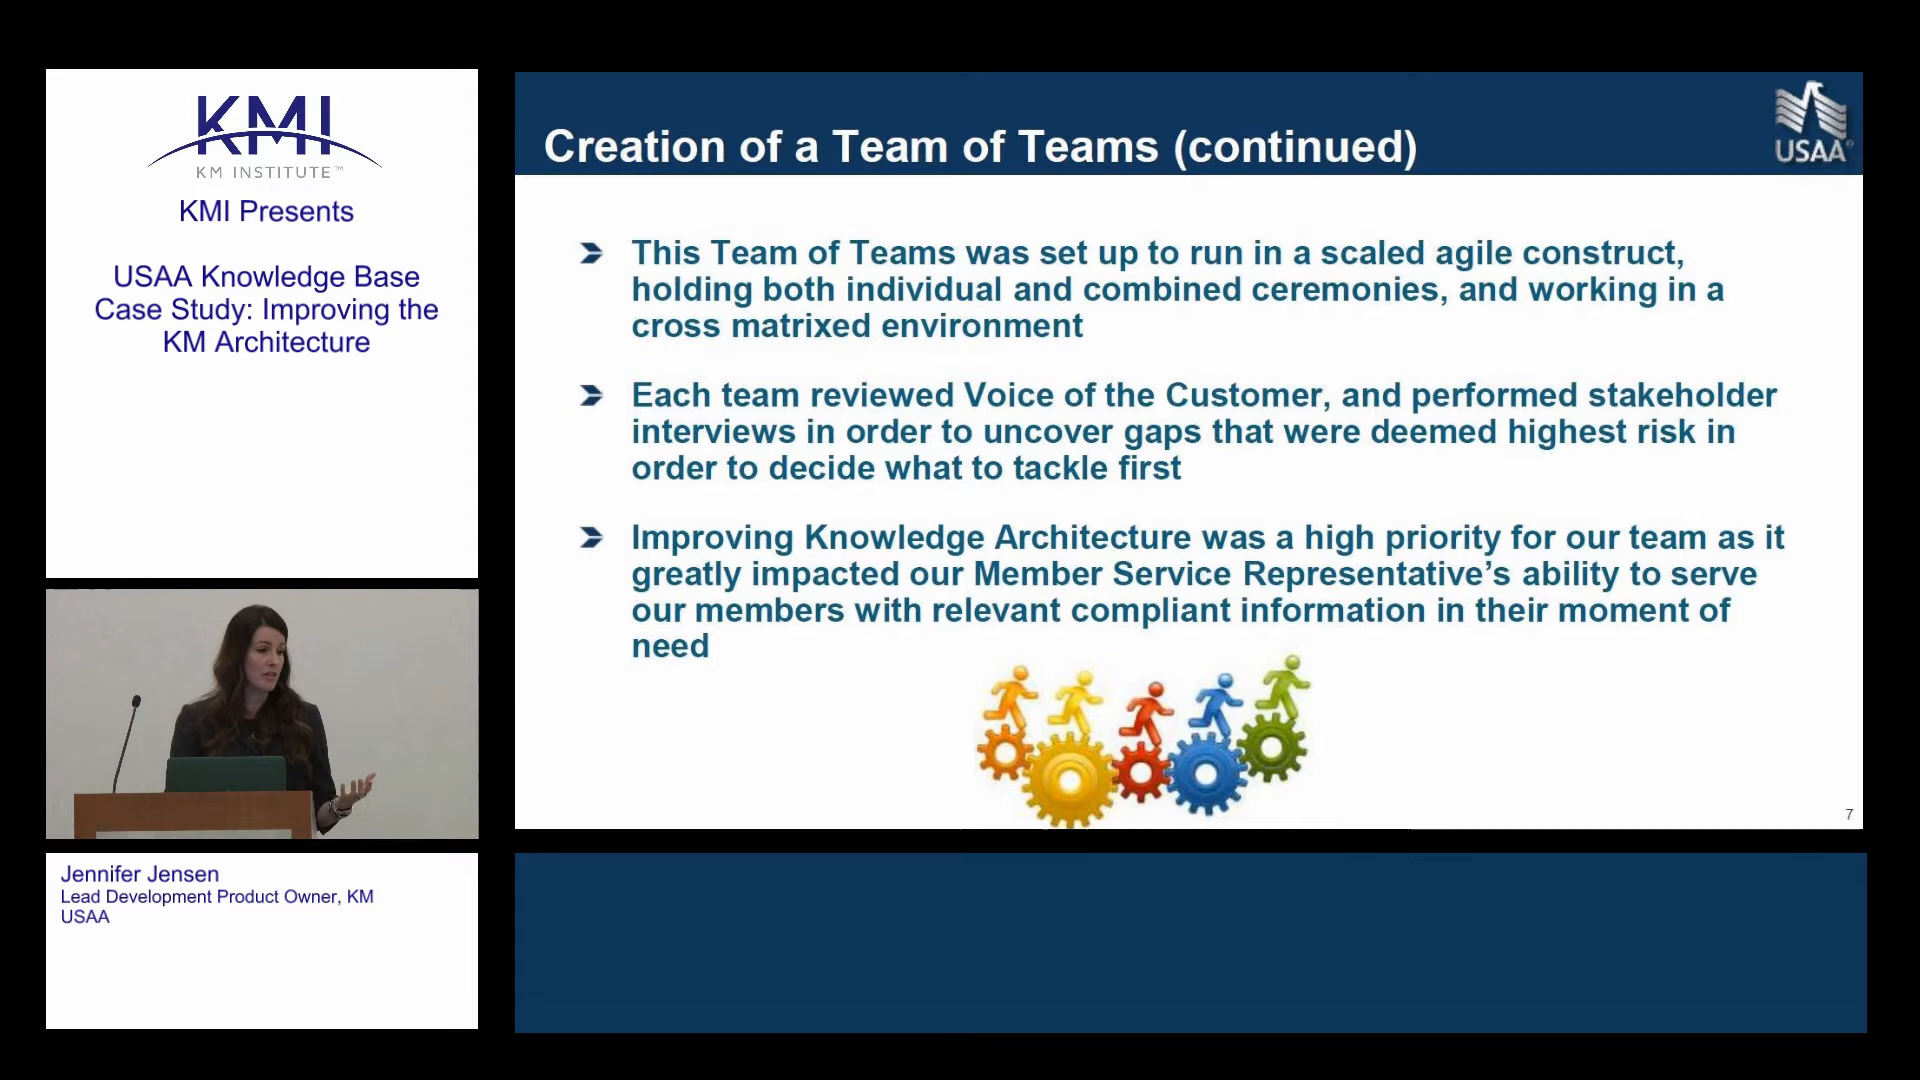 KMI
KM INSTITUTE™
KMI Presents
USAA Knowledge Base
Case Study: Improving the
KM Architecture
Jennifer Jensen
Lead Development Product Owner, KM
USAA
Creation of a Team of Teams (continued)
USAA®
This Team of Teams was set up to run in a scaled agile construct,
holding both individual and combined ceremonies, and working in a
cross matrixed environment
Each team reviewed Voice of the Customer, and performed stakeholder
interviews in order to uncover gaps that were deemed highest risk in
order to decide what to tackle first
Improving Knowledge Architecture was a high priority for our team as it
greatly impacted our Member Service Representative’s ability to serve
our members with relevant compliant information in their moment of
need
7